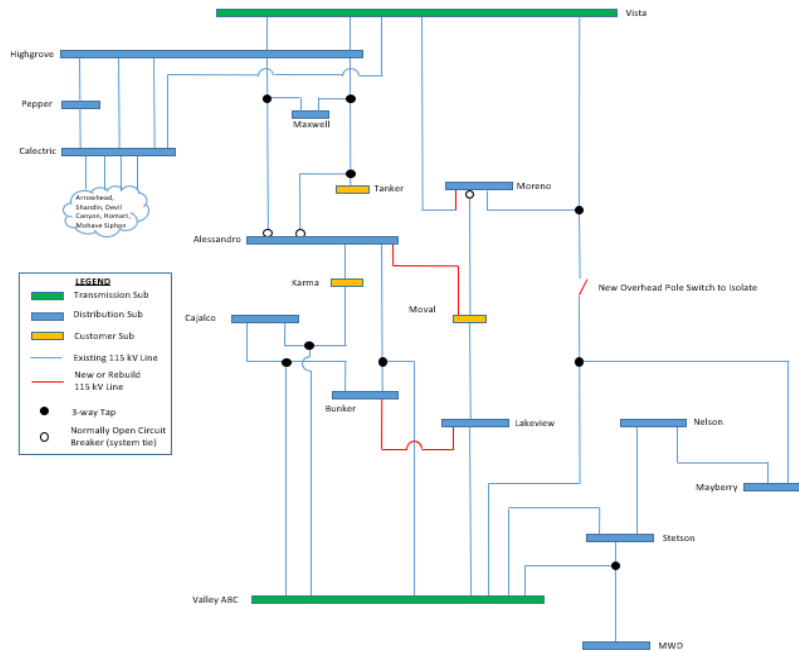 Vista
Highgrove
Pepper
Maxwell
Calectric
Tanker
Moreno
Arrowhead,
Shandin, Devil
Canyon, Homart,
Mohave Siphon
Alessandro
LEGEND
Transmission Sub
Distribution Sub
Customer Sub
Existing 115 kV Line
New or Rebuild
115 kV Line
3-way Tap
Normally Open Circuit
Breaker (system tie)
Karma
New Overhead Pole Switch to Isolate
Moval
Cajalco
Bunker
Lakeview
Nelson
Mayberry
Stetson
Valley ABC
MWD